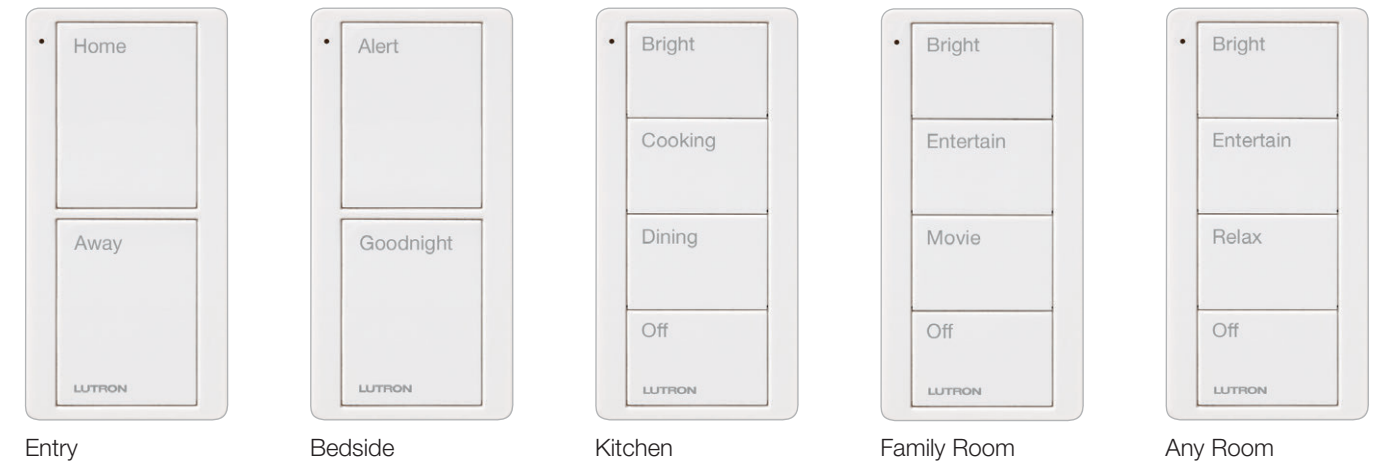 Home
Away
LUTRON
Entry
Alert
Goodnight
LUTRON
Bedside
Bright
Cooking
Dining
Off
LUTRON
Kitchen
Bright
Entertain
Movie
Off
LUTRON
Family Room
Bright
Entertain
Relax
Off
LUTRON
Any Room